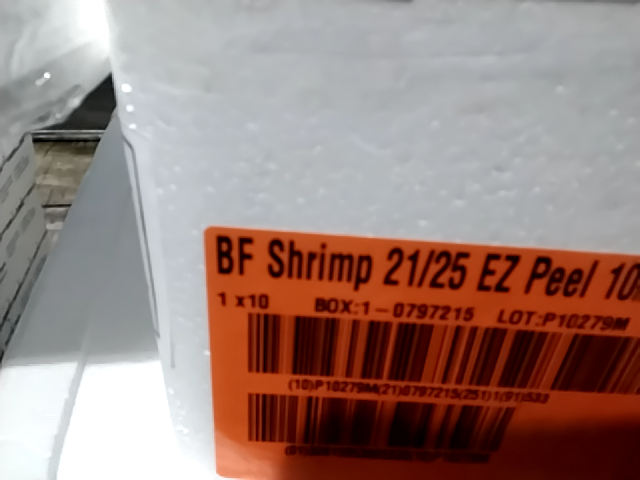 BF Shrimp 21/25 EZ Peel 10
1 x10 BOX:1-0797215 LOT:P10279M
(10)P10279M(21)0797215(251)1(91)533